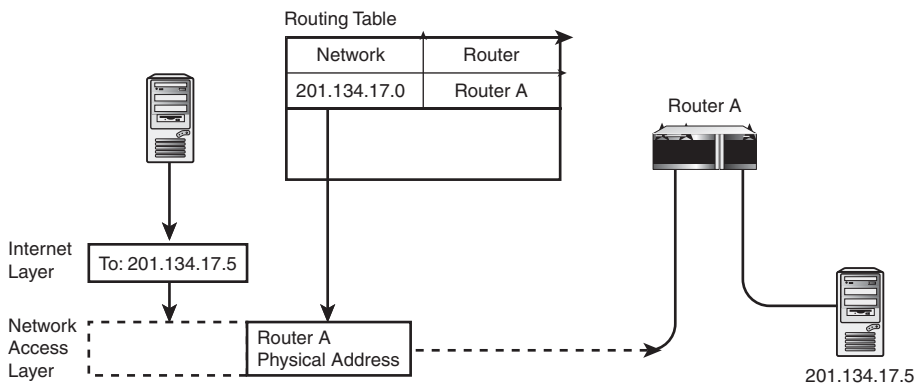 Routing Table
Network Router
201.134.17.0 Router A
Router A
Internet
Layer
To: 201.134.17.5
Network
Access
Layer
Router A
Physical Address
201.134.17.5